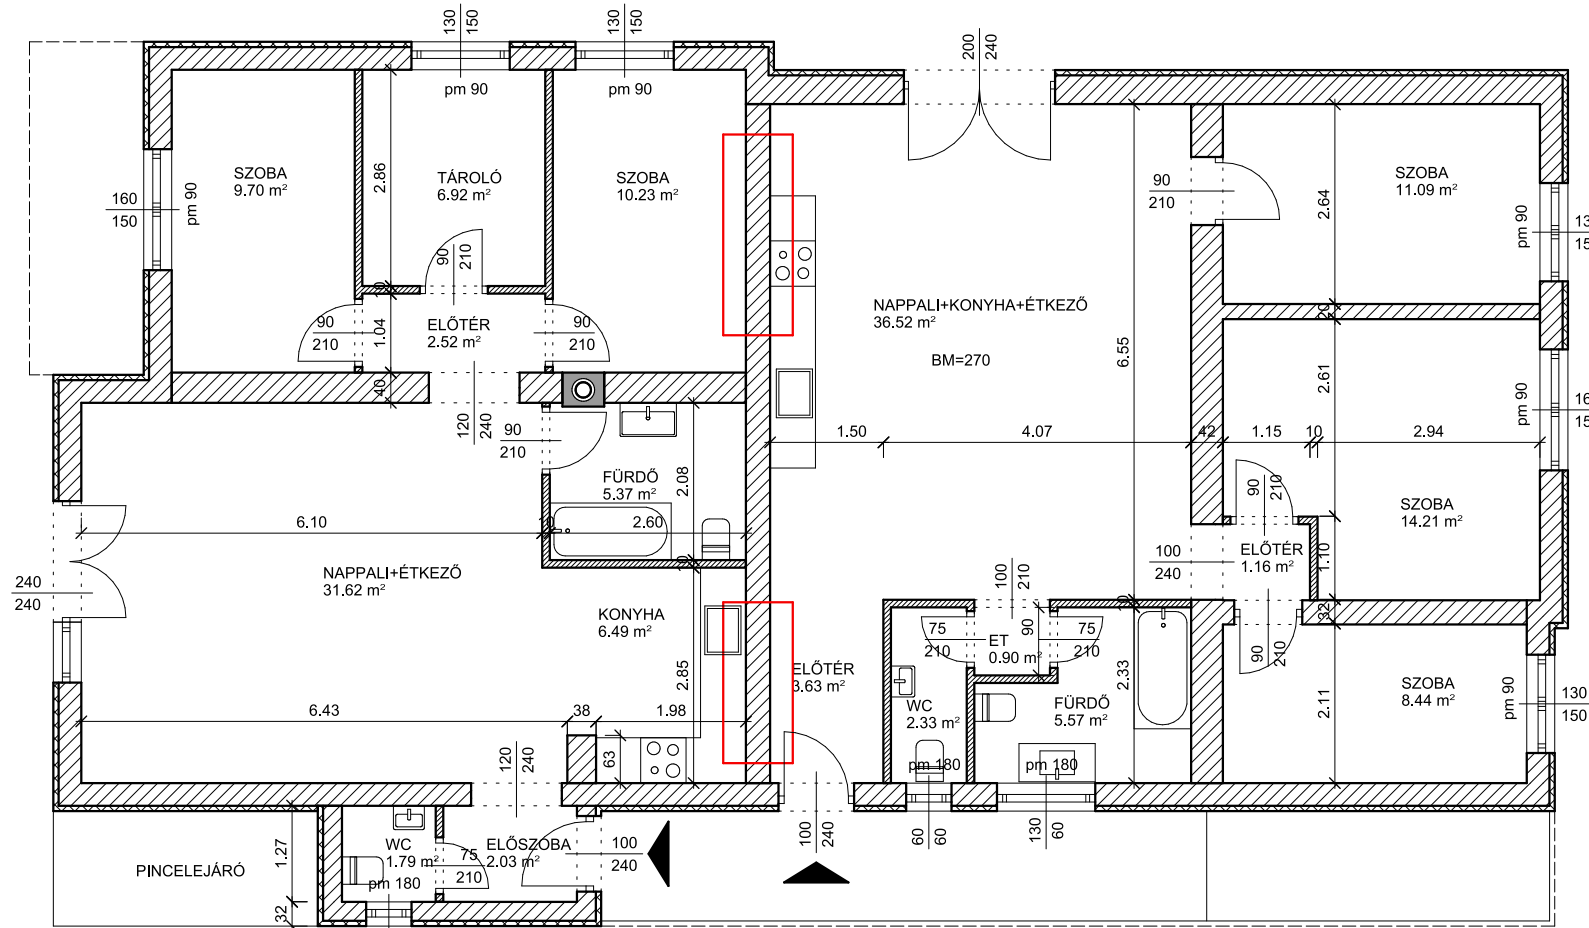 130
150
130
150
200
240
pm 90
pm 90
SZOBA
9.70 m²
TÁROLÓ
6.92 m²
SZOBA
10.23 m²
SZOBA
11.09 m²
160
150
pm 90
2.86
90
210
2.64
pm 90
13
15
90
210
10
NAPPALI+KONYHA+ÉTKEZŐ
36.52 m²
20
90
210
1.04
ELŐTÉR
2.52 m²
90
210
BM=270
6.55
40
2.61
pm 90
16
15
120
240
90
210
1.50
4.07
42
1.15
10
2.94
FÜRDŐ
5.37 m²
2.08
90
210
SZOBA
14.21 m²
6.10
10
2.60
100
240
ELŐTÉR
1.16 m²
1.10
240
240
NAPPALI+ÉTKEZŐ
31.62 m²
10
100
210
10
32
KONYHA
6.49 m²
75
210
ET
0.90 m²
90
75
210
90
210
2.85
ELŐTÉR
3.63 m²
2.33
2.11
SZOBA
8.44 m²
pm 90
130
150
6.43
38
1.98
WC
2.33 m²
FÜRDŐ
5.57 m²
63
120
240
pm 180
pm 180
100
240
60
60
130
60
1.27
WC
1.79 m²
75
210
ELŐSZOBA
2.03 m²
100
240
PINCELEJÁRÓ
pm 180
32